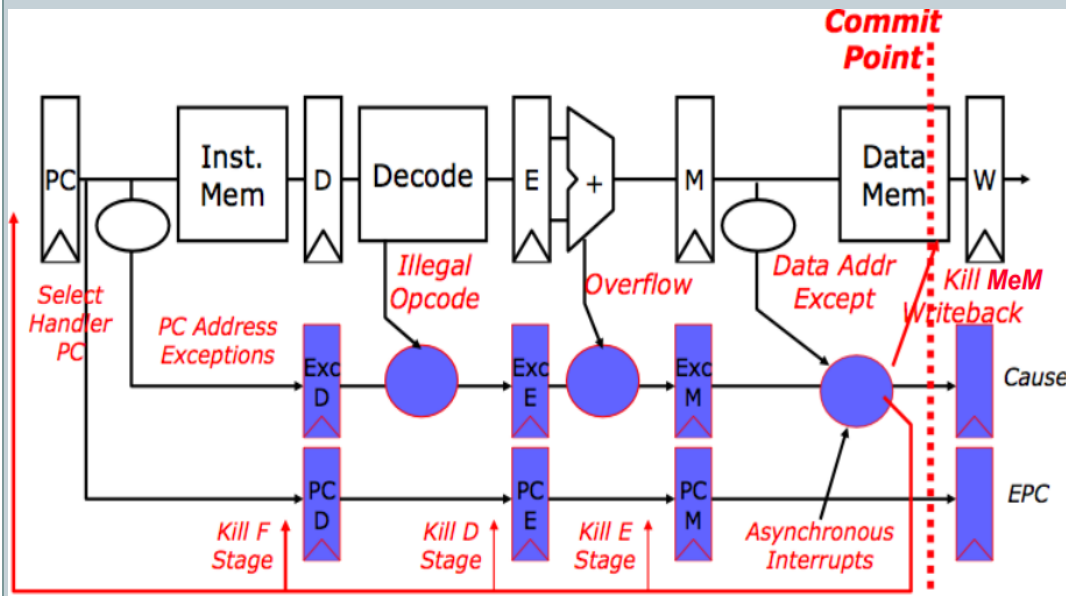 Commit
Point
PC
Inst.
Mem
D
Decode
E
+
M
Data
Mem
W
Select
Handler
PC
PC Address
Exceptions
Illegal
Opcode
Overflow
Data Addr
Except
Kill MeM
Writeback
Exc
D
Exc
E
Exc
M
Cause
PC
D
PC
E
PC
M
EPC
Kill F
Stage
Kill D
Stage
Kill E
Stage
Asynchronous
Interrupts